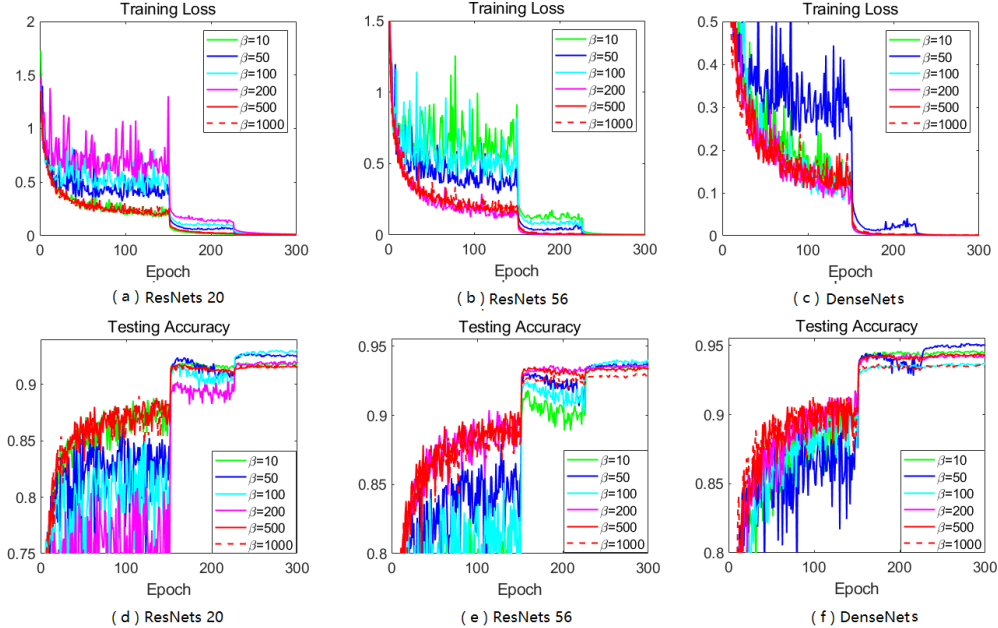 Training Loss
2
1.5
1
0.5
0
0
100
200
300
Epoch
β=10
β=50
β=100
β=200
β=500
β=1000
( a ) ResNets 20
Training Loss
1.5
1
0.5
0
0
100
200
300
Epoch
β=10
β=50
β=100
β=200
β=500
β=1000
( b ) ResNets 56
Training Loss
0.5
0.4
0.3
0.2
0.1
0
0
100
200
300
Epoch
β=10
β=50
β=100
β=200
β=500
β=1000
( c ) DenseNets
Testing Accuracy
0.9
0.85
0.8
0.75
0
100
200
300
Epoch
β=10
β=50
β=100
β=200
β=500
β=1000
( d ) ResNets 20
Testing Accuracy
0.95
0.9
0.85
0.8
0
100
200
300
Epoch
β=10
β=50
β=100
β=200
β=500
β=1000
( e ) ResNets 56
Testing Accuracy
0.95
0.9
0.85
0.8
0
100
200
300
Epoch
β=10
β=50
β=100
β=200
β=500
β=1000
( f ) DenseNets